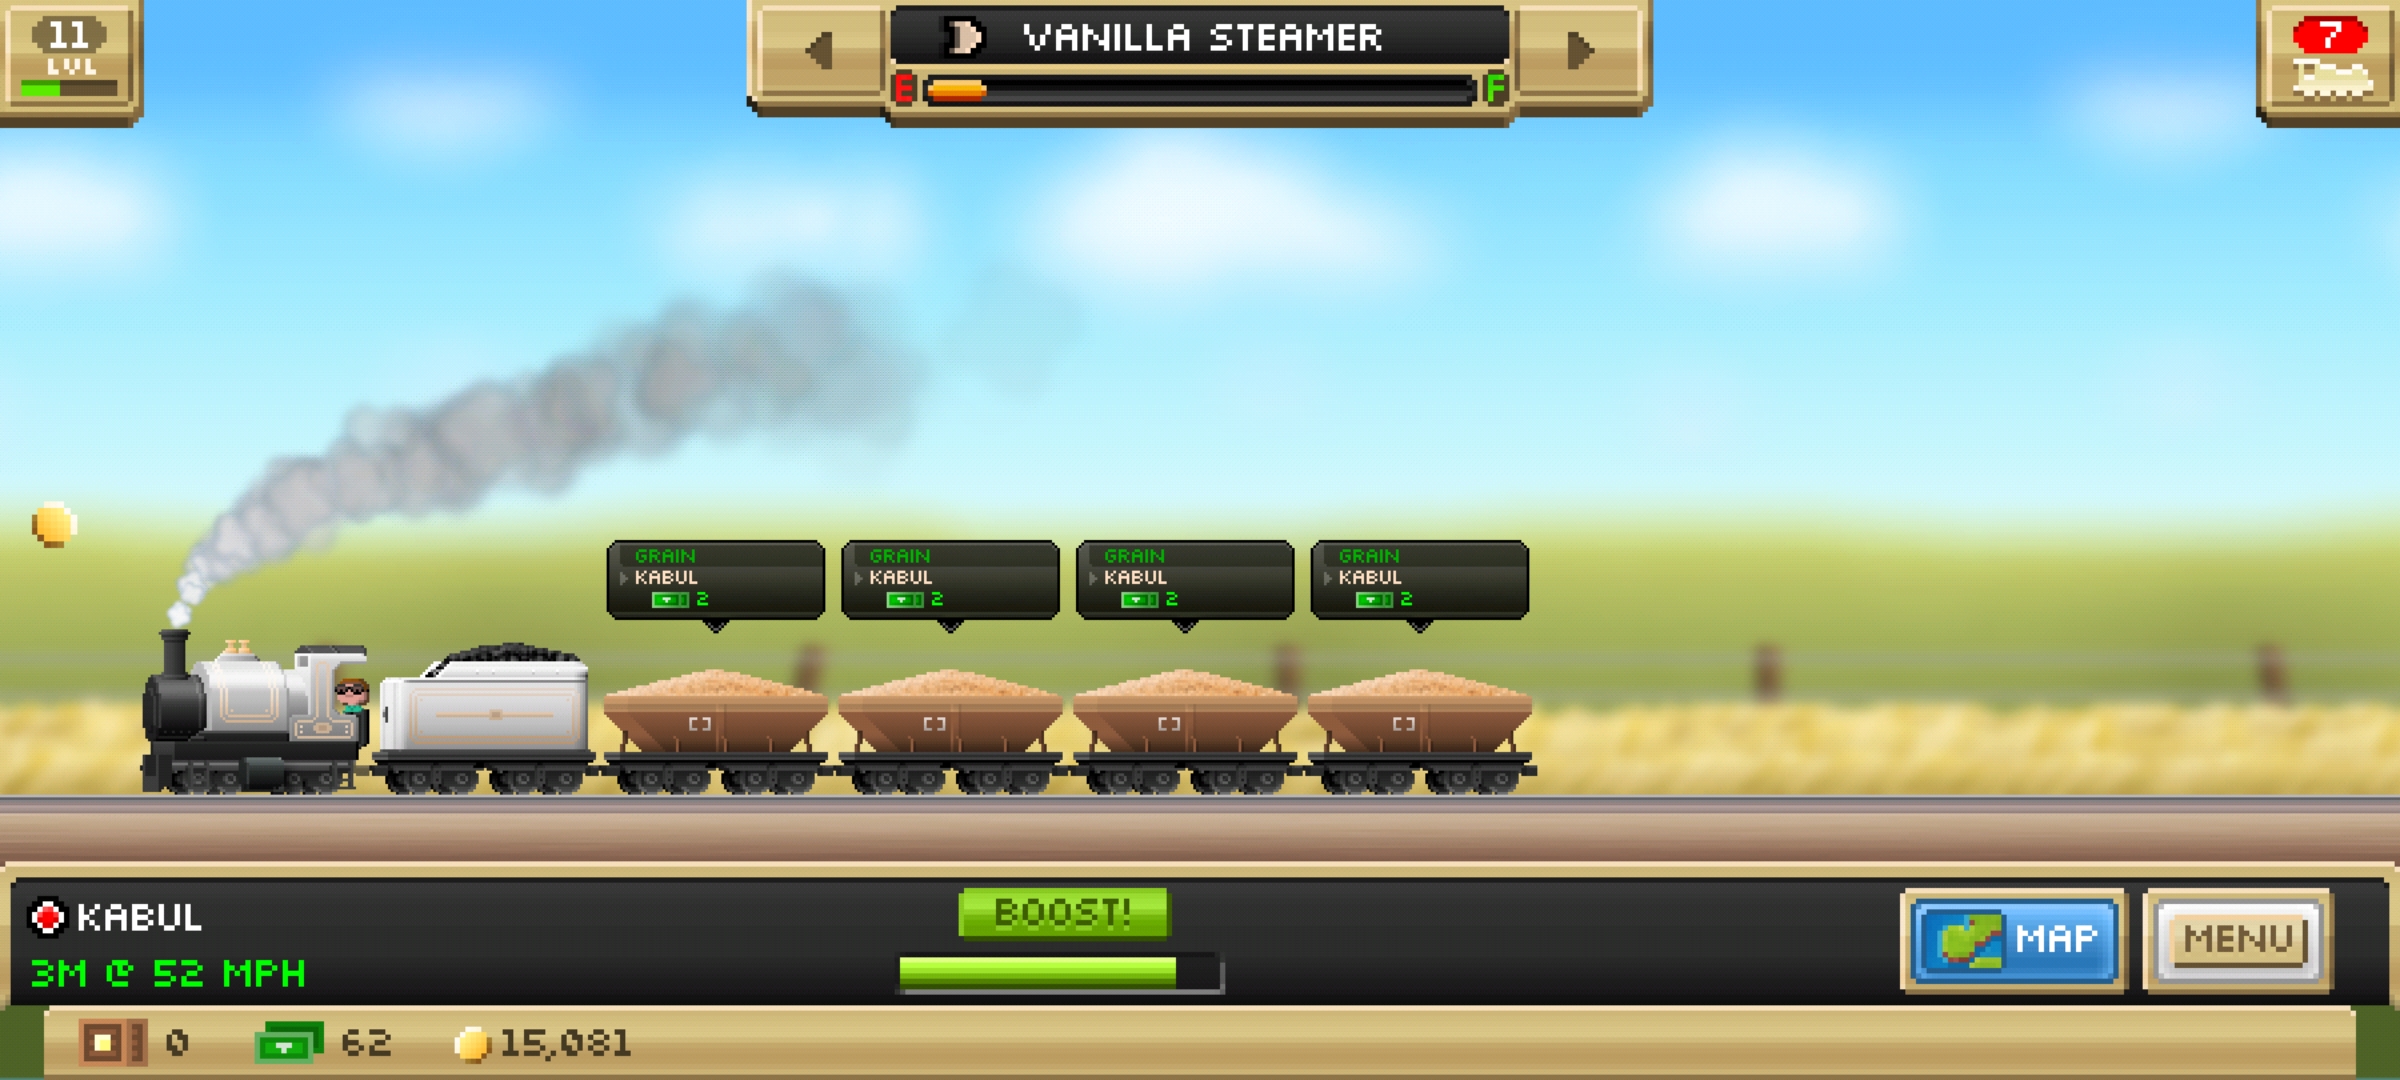 11
LVL
VANILLA STEAMER
E F
7
GRAIN
KABUL
2
GRAIN
KABUL
2
GRAIN
KABUL
2
GRAIN
KABUL
2
KABUL
3M @ 52 MPH
BOOST!
MAP
MENU
0 62 15,081